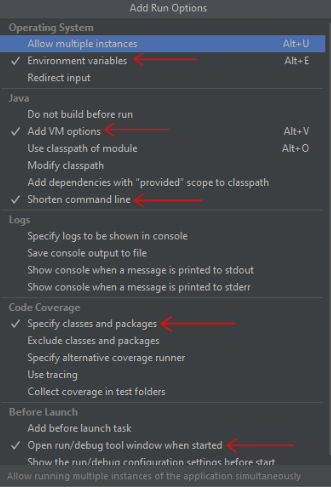 Add Run Options
Operating System
Allow multiple instances Alt+U
Environment variables Alt+E
Redirect input
Java
Do not build before run
Add VM options Alt+V
Use classpath of module Alt+O
Modify classpath
Add dependencies with “provided” scope to classpath
Shorten command line
Logs
Specify logs to be shown in console
Save console output to file
Show console when a message is printed to stdout
Show console when a message is printed to stderr
Code Coverage
Specify classes and packages
Exclude classes and packages
Specify alternative coverage runner
Use tracing
Collect coverage in test folders
Before Launch
Add before launch task
Open run/debug tool window when started
Show the run/debug configuration settings before start
Allow running multiple instances of the application simultaneously